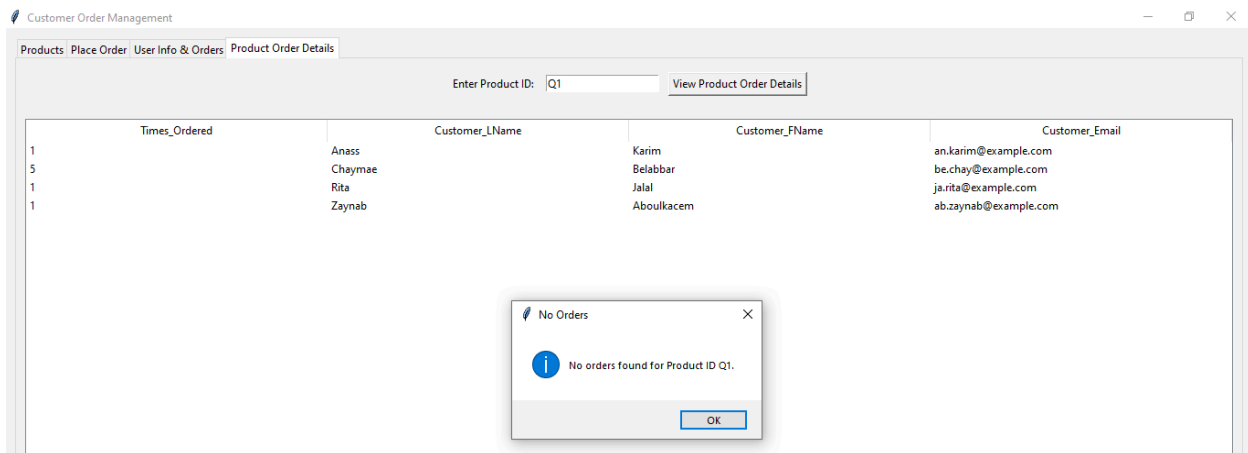 Customer Order Management
Products Place Order User Info & Orders Product Order Details
Enter Product ID: Q1 View Product Order Details
Times_Ordered Customer_LName Customer_FName Customer_Email
1 Anass Karim an.karim@example.com
5 Chaymae Belabbar be.chay@example.com
1 Rita Jalal ja.rita@example.com
1 Zaynab Aboulkacem ab.zaynab@example.com
No Orders
No orders found for Product ID Q1.
OK